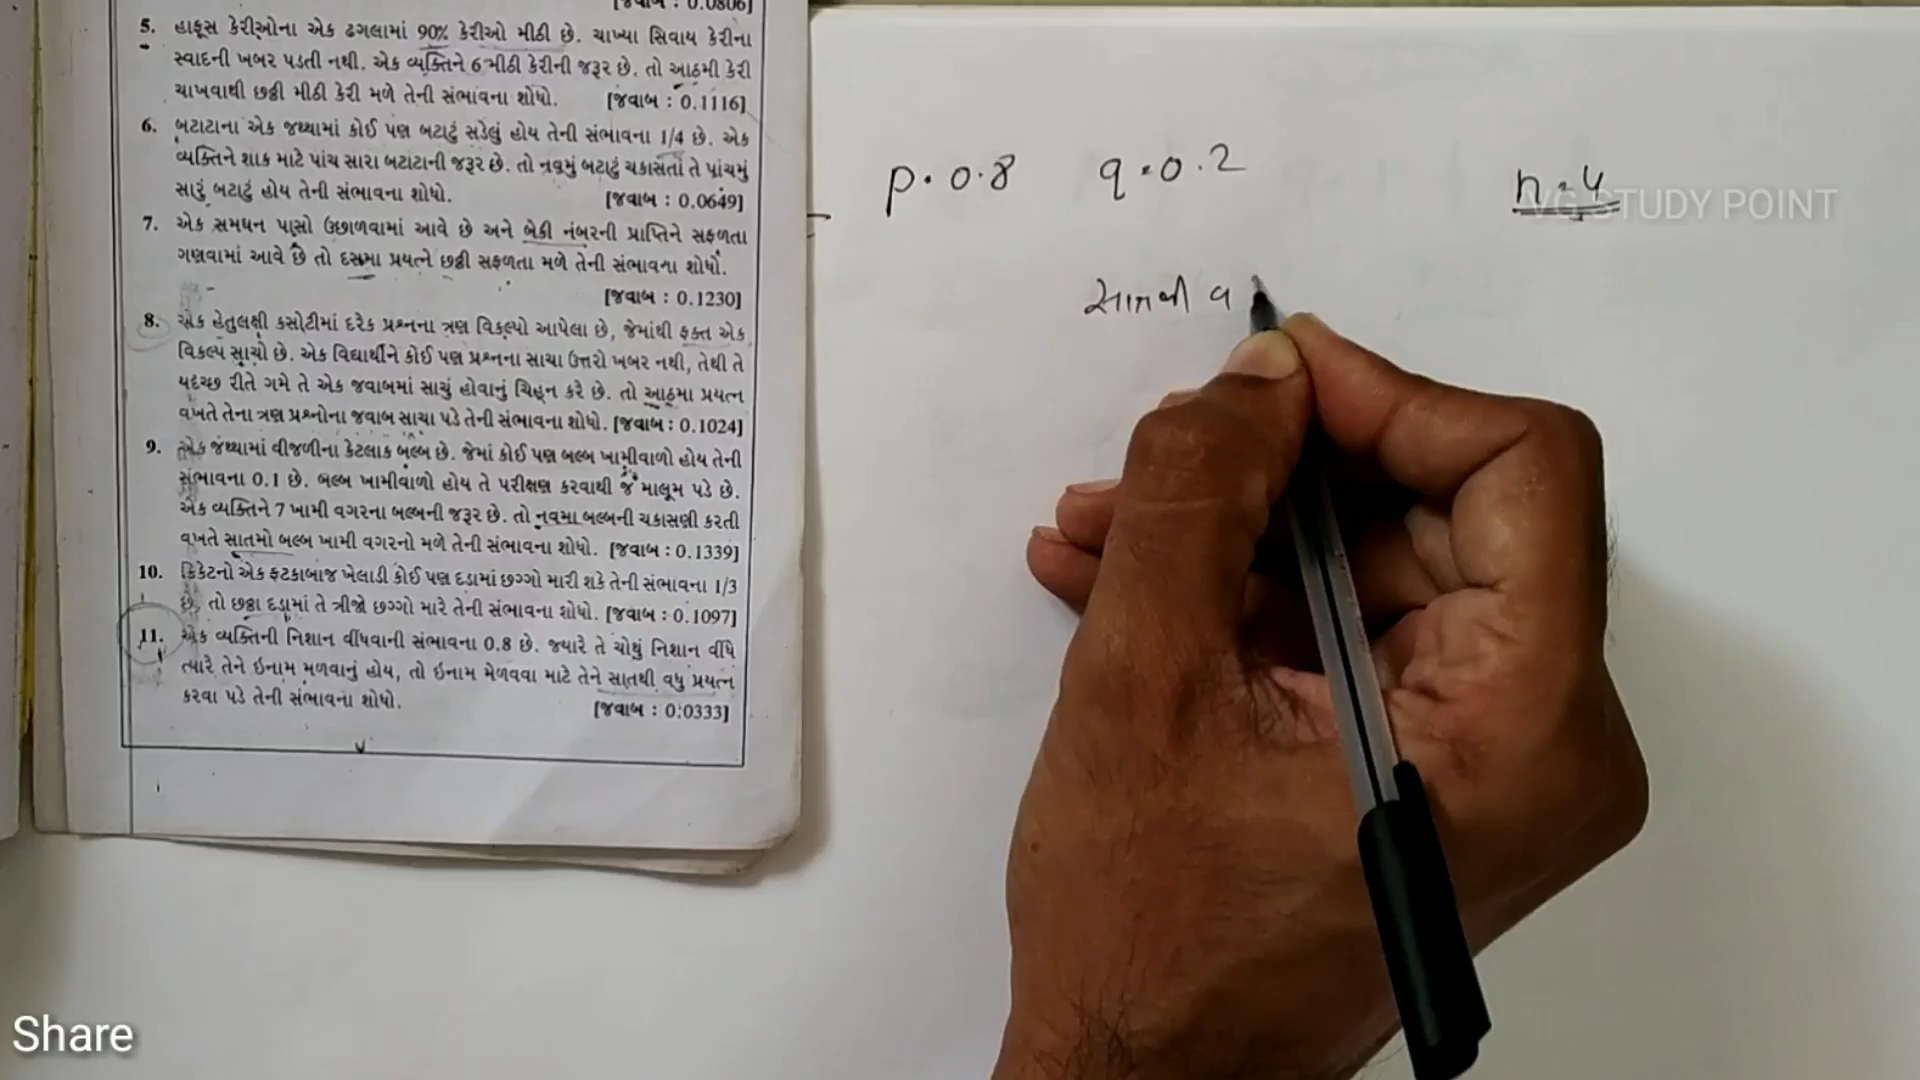 [જવાબ : 0.0806]
5. હાફૂસ કેરીઓના એક ઢગલામાં 90% કેરીઓ મીઠી છે. ચાખ્યા સિવાય કેરીના
સ્વાદની ખબર પડતી નથી. એક વ્યક્તિને 6 મીઠી કેરીની જરૂર છે. તો આઠમી કેરી
ચાખવાથી છઠ્ઠી મીઠી કેરી મળે તેની સંભાવના શોધો. [જવાબ : 0.1116]
6. બટાટાના એક જથ્થામાં કોઈ પણ બટાટું સડેલું હોય તેની સંભાવના 1/4 છે. એક
વ્યક્તિને શાક માટે પાંચ સારા બટાટાની જરૂર છે. તો નવમું બટાટું ચકાસતાં તે પાંચમું
સારું બટાટું હોય તેની સંભાવના શોધો. [જવાબ : 0.0649]
7. એક સમઘન પાસો ઉછાળવામાં આવે છે અને બેકી નંબરની પ્રાપ્તિને સફળતા
ગણવામાં આવે છે તો દસમા પ્રયત્ને છઠ્ઠી સફળતા મળે તેની સંભાવના શોધો.
[જવાબ : 0.1230]
8. એક હેતુલક્ષી કસોટીમાં દરેક પ્રશ્નના ત્રણ વિકલ્પો આપેલા છે, જેમાંથી ફક્ત એક
વિકલ્પ સાચો છે. એક વિદ્યાર્થીને કોઈ પણ પ્રશ્નના સાચા ઉત્તરો ખબર નથી, તેથી તે
યદચ્છ રીતે ગમે તે એક જવાબમાં સાચું હોવાનું ચિહ્ન કરે છે. તો આઠમા પ્રયત્ન
વખતે તેના ત્રણ પ્રશ્નોના જવાબ સાચા પડે તેની સંભાવના શોધો. [જવાબ : 0.1024]
9. એક જથ્થામાં વીજળીના કેટલાક બલ્બ છે. જેમાં કોઈ પણ બલ્બ ખામીવાળો હોય તેની
સંભાવના 0.1 છે. બલ્બ ખામીવાળો હોય તે પરીક્ષણ કરવાથી જ માલૂમ પડે છે.
એક વ્યક્તિને 7 ખામી વગરના બલ્બની જરૂર છે. તો નવમા બલ્બની ચકાસણી કરતી
વખતે સાતમો બલ્બ ખામી વગરનો મળે તેની સંભાવના શોધો. [જવાબ : 0.1339]
10. ક્રિકેટનો એક ફટકાબાજ ખેલાડી કોઈ પણ દડામાં છગ્ગો મારી શકે તેની સંભાવના 1/3
છે, તો છઠ્ઠા દડામાં તે ત્રીજો છગ્ગો મારે તેની સંભાવના શોધો. [જવાબ : 0.1097]
11. એક વ્યક્તિની નિશાન વીંધવાની સંભાવના 0.8 છે. જ્યારે તે ચોથું નિશાન વીંધે
ત્યારે તેને ઇનામ મળવાનું હોય, તો ઇનામ મેળવવા માટે તેને સાતથી વધુ પ્રયત્ન
કરવા પડે તેની સંભાવના શોધો. [જવાબ : 0.0333]
p = 0.8 q = 0.2 n = 4
VG STUDY POINT
સાતથી વ
Share